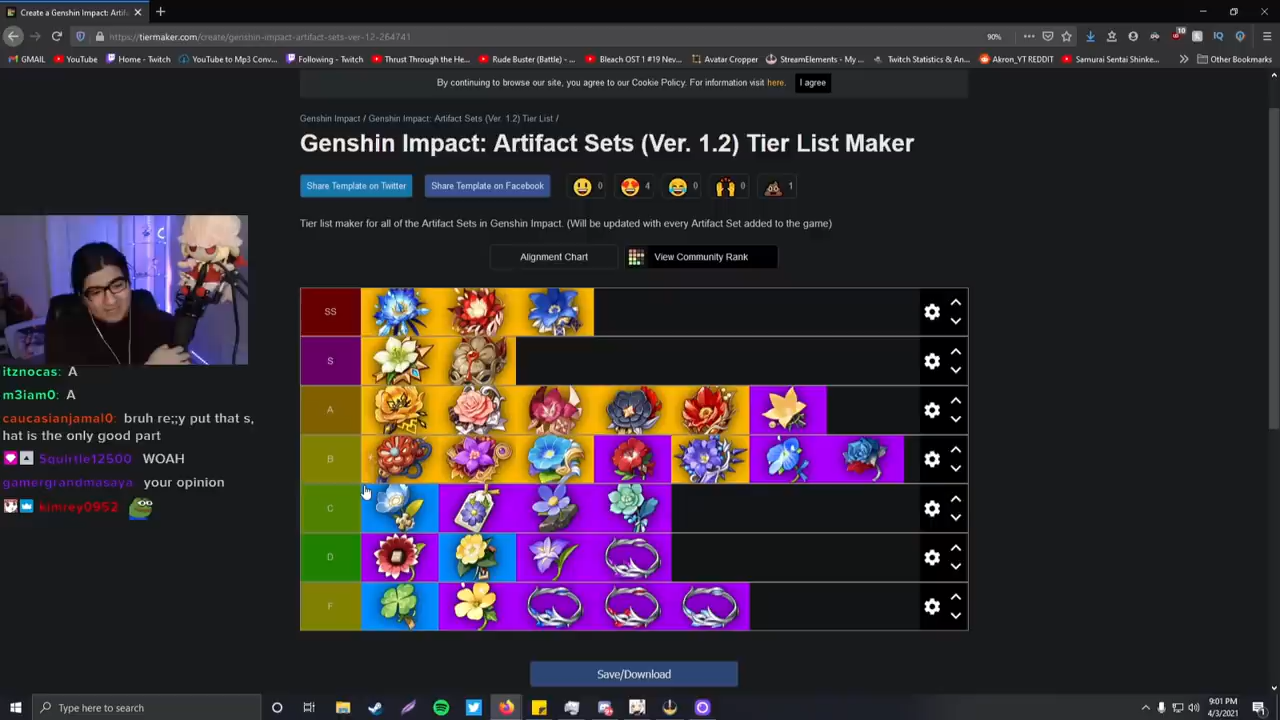 Create a Genshin Impact: Artif
https://tiermaker.com/create/genshin-impact-artifact-sets-ver-12-264741
90%
10
GMAIL
YouTube
Home - Twitch
YouTube to Mp3 Conv...
Following - Twitch
Thrust Through the He...
Rude Buster (Battle) - ...
Bleach OST 1 #19 Nev...
Avatar Cropper
StreamElements - My ...
Twitch Statistics & An...
Akron_YT REDDIT
Samurai Sentai Shinke...
Other Bookmarks
By continuing to browse our site, you agree to our Cookie Policy. For information visit here.
I agree
Genshin Impact / Genshin Impact: Artifact Sets (Ver. 1.2) Tier List /
Genshin Impact: Artifact Sets (Ver. 1.2) Tier List Maker
Share Template on Twitter
Share Template on Facebook
0
4
0
0
1
Tier list maker for all of the Artifact Sets in Genshin Impact. (Will be updated with every Artifact Set added to the game)
Alignment Chart
View Community Rank
SS
S
A
B
C
D
F
itznocas: A
m3iam0: A
caucasianjamal0: bruh re;;y put that s,
hat is the only good part
Squirtle12500 WOAH
gamergrandmasaya your opinion
kimrey0952
Save/Download
Type here to search
9:01 PM
4/3/2021